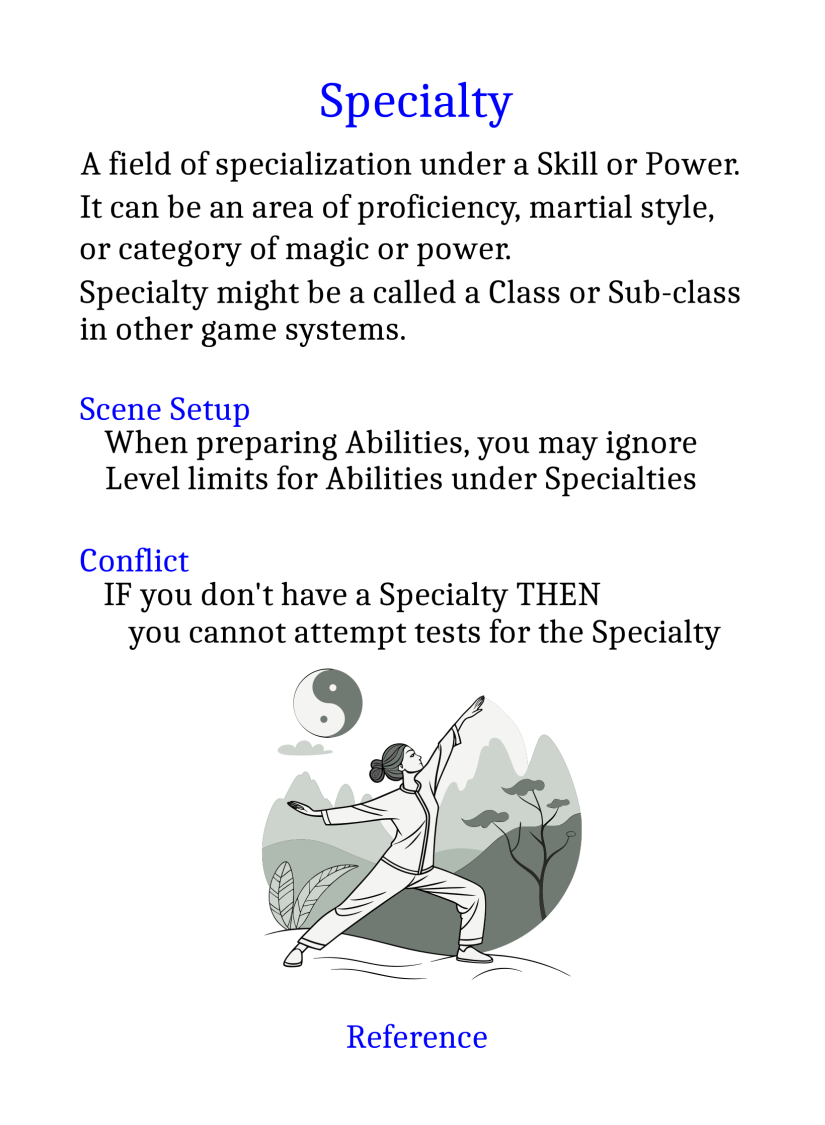 Specialty
A field of specialization under a Skill or Power.
It can be an area of proficiency, martial style,
or category of magic or power.
Specialty might be a called a Class or Sub-class
in other game systems.
Scene Setup
When preparing Abilities, you may ignore
Level limits for Abilities under Specialties
Conflict
IF you don't have a Specialty THEN
you cannot attempt tests for the Specialty
Reference